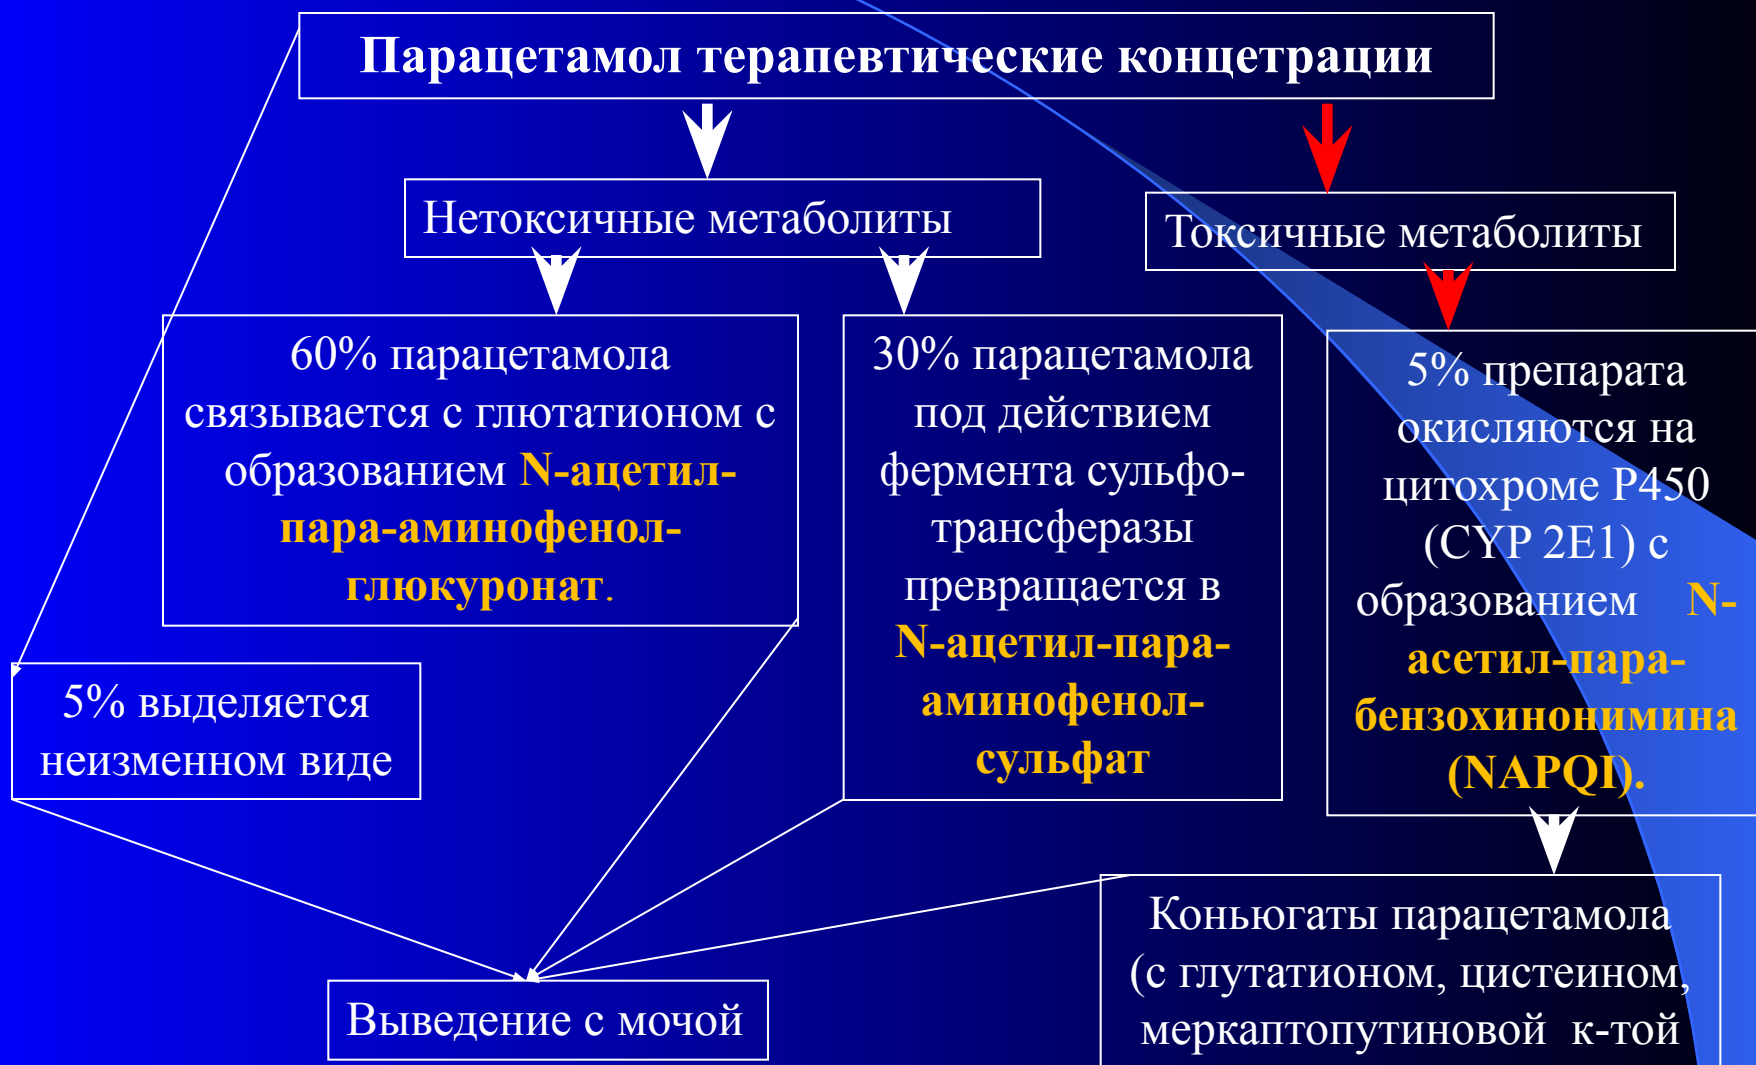 Парацетамол терапевтические концетрации
Нетоксичные метаболиты
Токсичные метаболиты
60% парацетамола
связывается с глютатионом с
образованием N-ацетил-
пара-аминофенол-
глюкуронат.
30% парацетамола
под действием
фермента сульфо-
трансферазы
превращается в
N-ацетил-пара-
аминофенол-
сульфат
5% препарата
окисляются на
цитохроме Р450
(CYP 2E1) с
образованием N-
асетил-пара-
бензохинонимина
(NAPQI).
5% выделяется
неизменном виде
Коньюгаты парацетамола
(с глутатионом, цистеином,
меркаптопутиновой к-той
Выведение с мочой